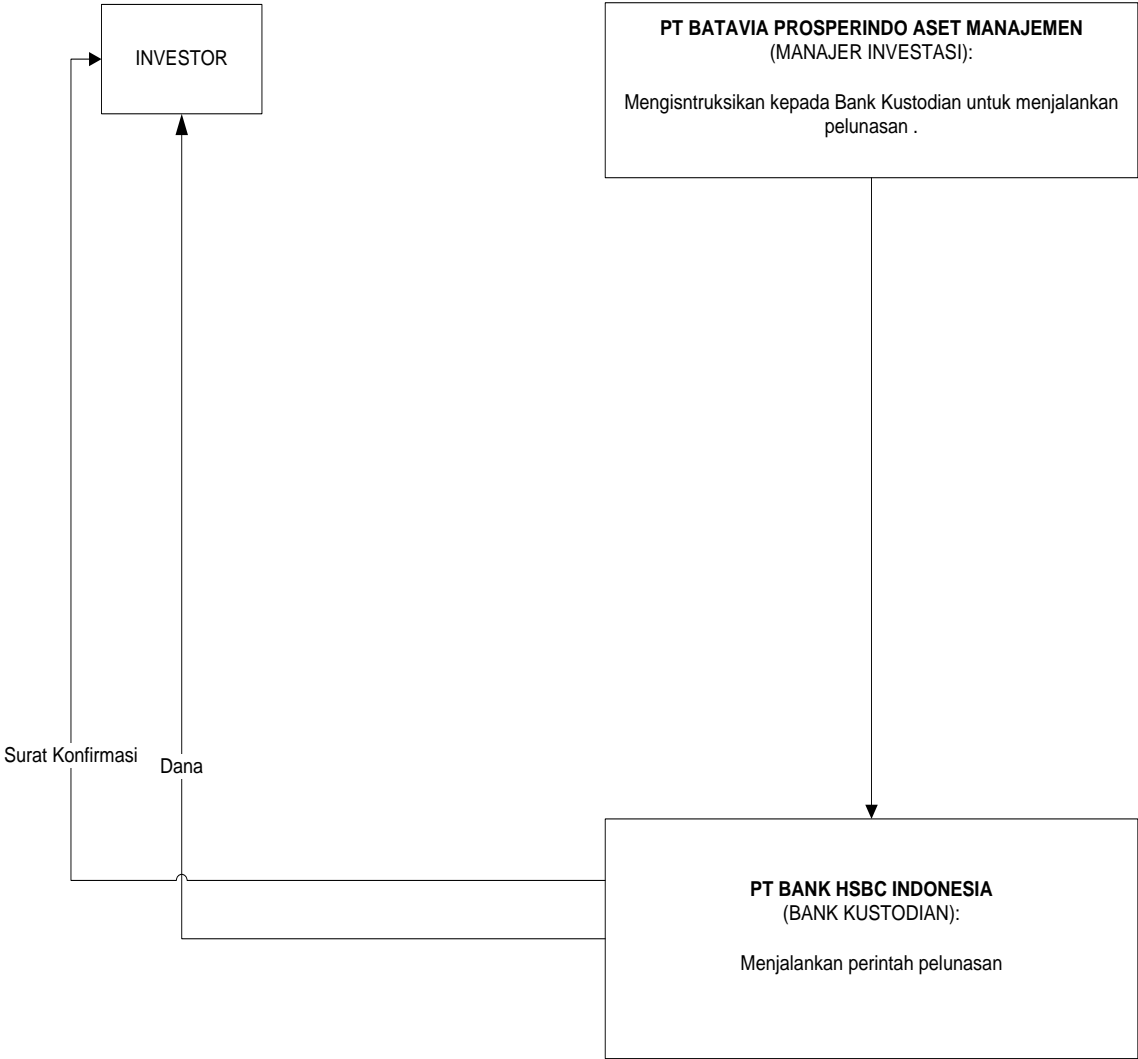 INVESTOR
PT BATAVIA PROSPERINDO ASET MANAJEMEN
(MANAJER INVESTASI):
Mengisntruksikan kepada Bank Kustodian untuk menjalankan
pelunasan .
Surat Konfirmasi
Dana
PT BANK HSBC INDONESIA
(BANK KUSTODIAN):
Menjalankan perintah pelunasan